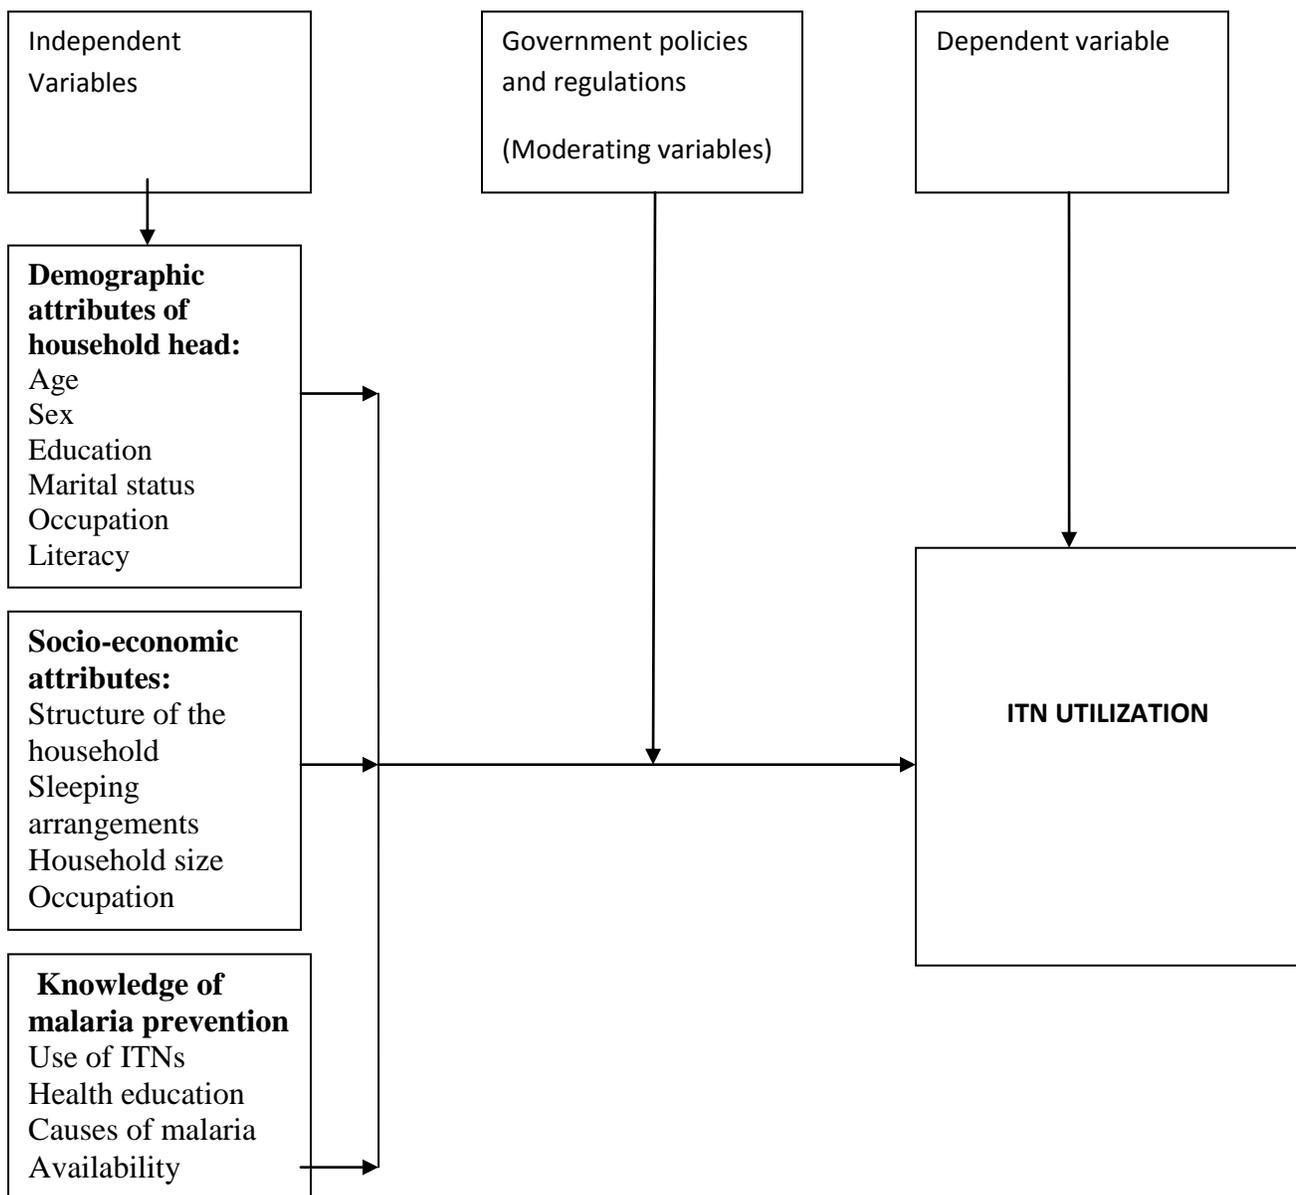 Independent
Variables
Government policies
and regulations
(Moderating variables)
Dependent variable
Demographic
attributes of
household head:
Age
Sex
Education
Marital status
Occupation
Literacy
Socio-economic
attributes:
Structure of the
household
Sleeping
arrangements
Household size
Occupation
Knowledge of
malaria prevention
Use of ITNs
Health education
Causes of malaria
Availability
ITN UTILIZATION